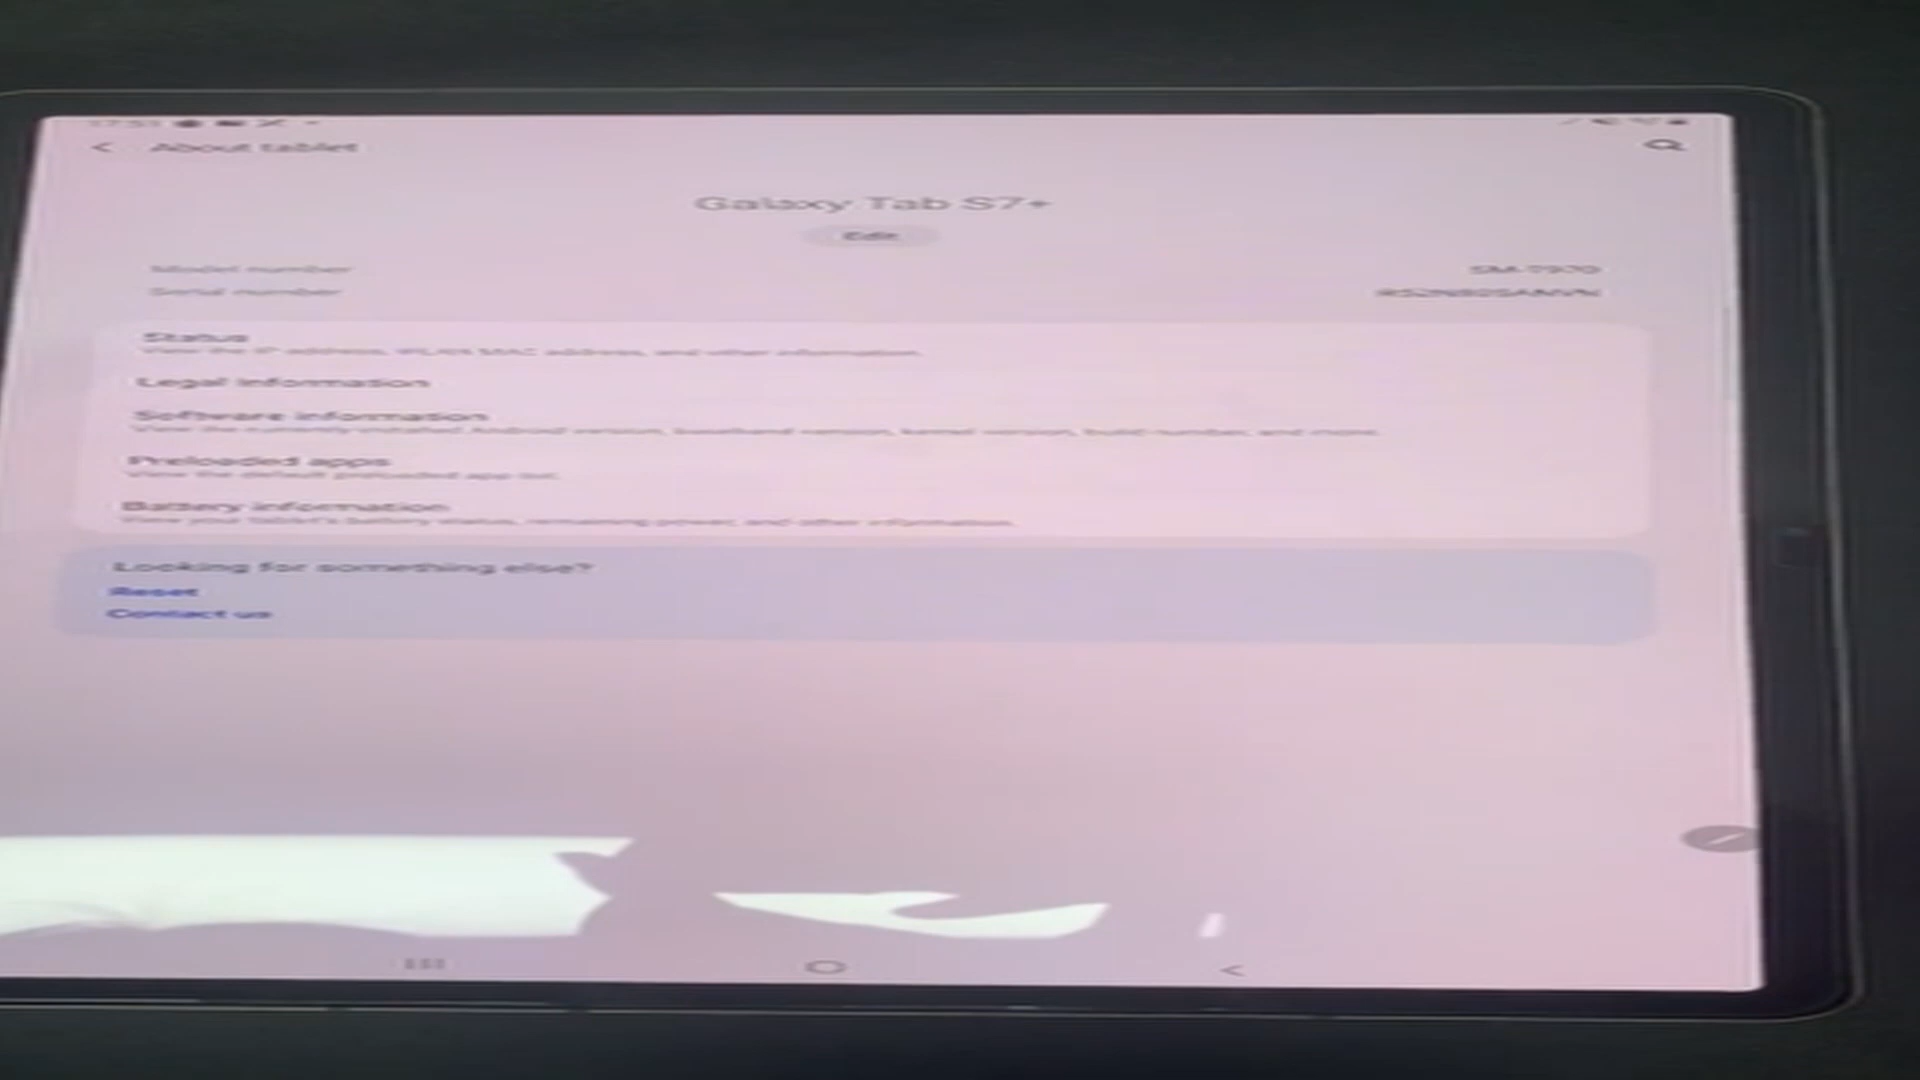 About tablet
Galaxy Tab S7+
Edit
Model number
SM-T970
Serial number
Status
View the IP address, WLAN MAC address, and other information.
Legal information
Software information
View the currently installed Android version, baseband version, kernel version, build number, and more.
Preloaded apps
View the default preloaded app list.
Battery information
View your tablet's battery status, remaining power, and other information.
Looking for something else?
Reset
Contact us